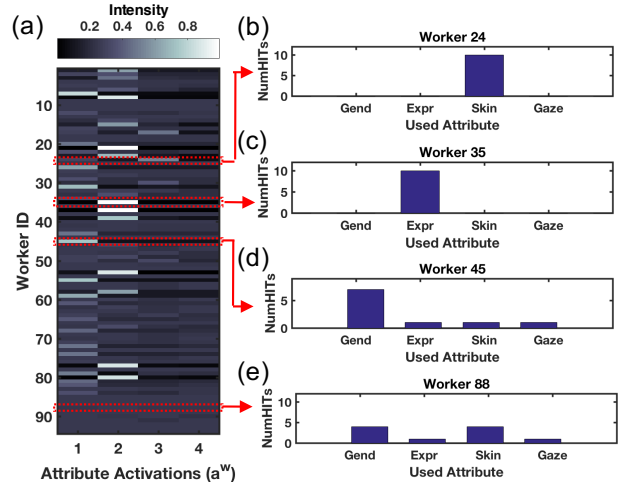 (a)
Intensity
0.2 0.4 0.6 0.8
10
20
30
40
50
60
70
80
90
Worker ID
1 2 3 4
Attribute Activations (a^w)
(b)
Worker 24
NumHITs
10
5
0
Gend Expr Skin Gaze
Used Attribute
(c)
Worker 35
NumHITs
10
5
0
Gend Expr Skin Gaze
Used Attribute
(d)
Worker 45
NumHITs
5
0
Gend Expr Skin Gaze
Used Attribute
(e)
Worker 88
NumHITs
10
5
0
Gend Expr Skin Gaze
Used Attribute